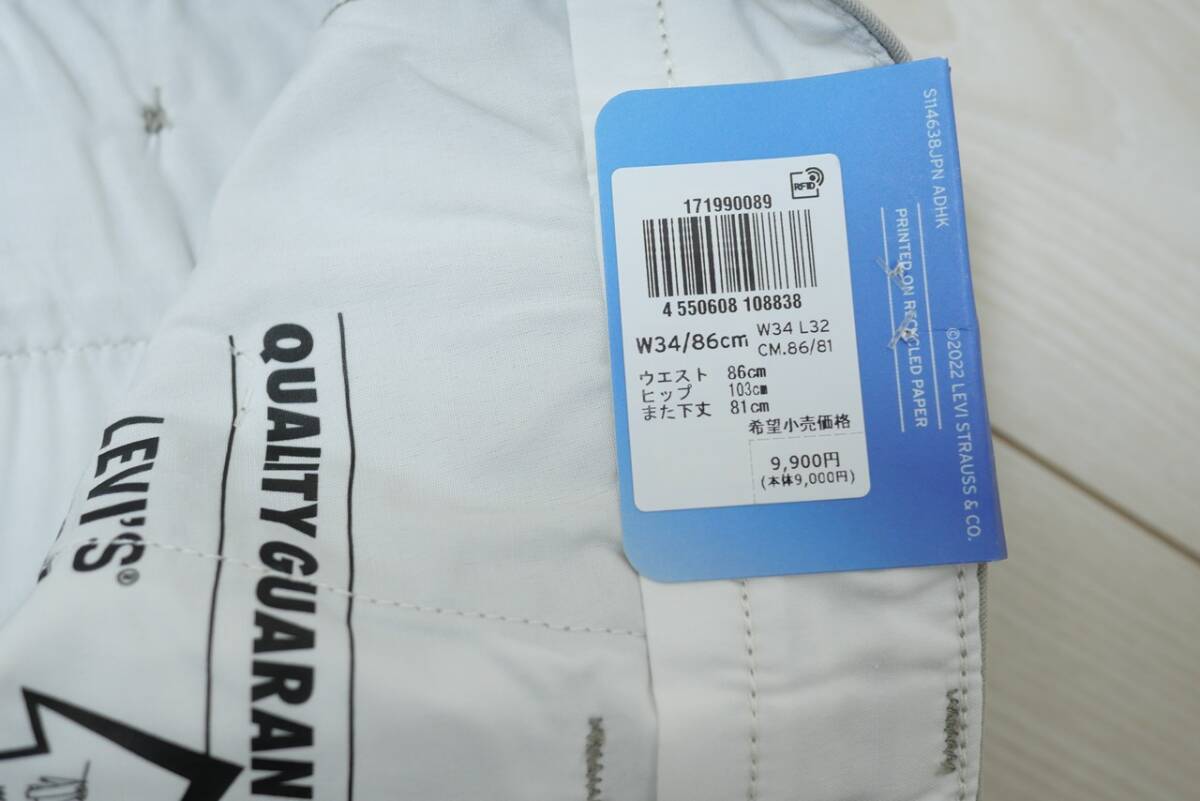 RFID
171990089
4 550608 108838
W34/86cm
W34 L32
CM.86/81
ウエスト 86cm
ヒップ 103cm
また下丈 81cm
希望小売価格
9,900円
(本体9,000円)
S114638JPN ADHK
PRINTED ON RECYCLED PAPER
©2022 LEVI STRAUSS & CO.
QUALITY GUARAN
LEVI'S®